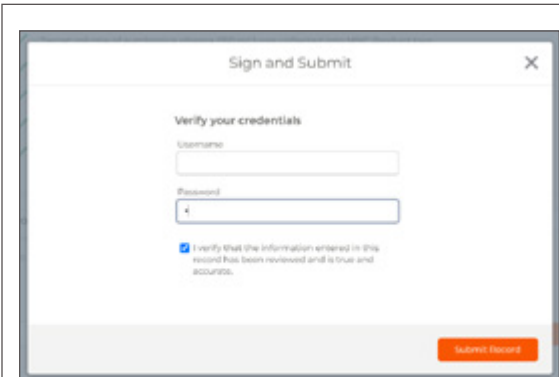 Sign and Submit
Verify your credentials
Username
Password
I verify that the information entered in this
record has been reviewed and is true and
accurate.
Submit Record